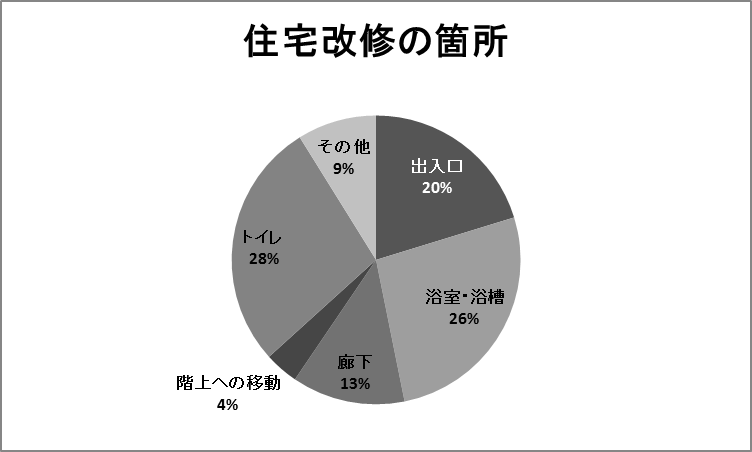 住宅改修の箇所
その他
9%
出入口
20%
トイレ
28%
浴室・浴槽
26%
廊下
13%
階上への移動
4%